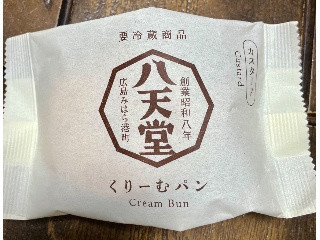 要冷蔵商品
カスタード
Custard
創業昭和八年
八天堂
広島みはら港町
くりーむパン
Cream Bun